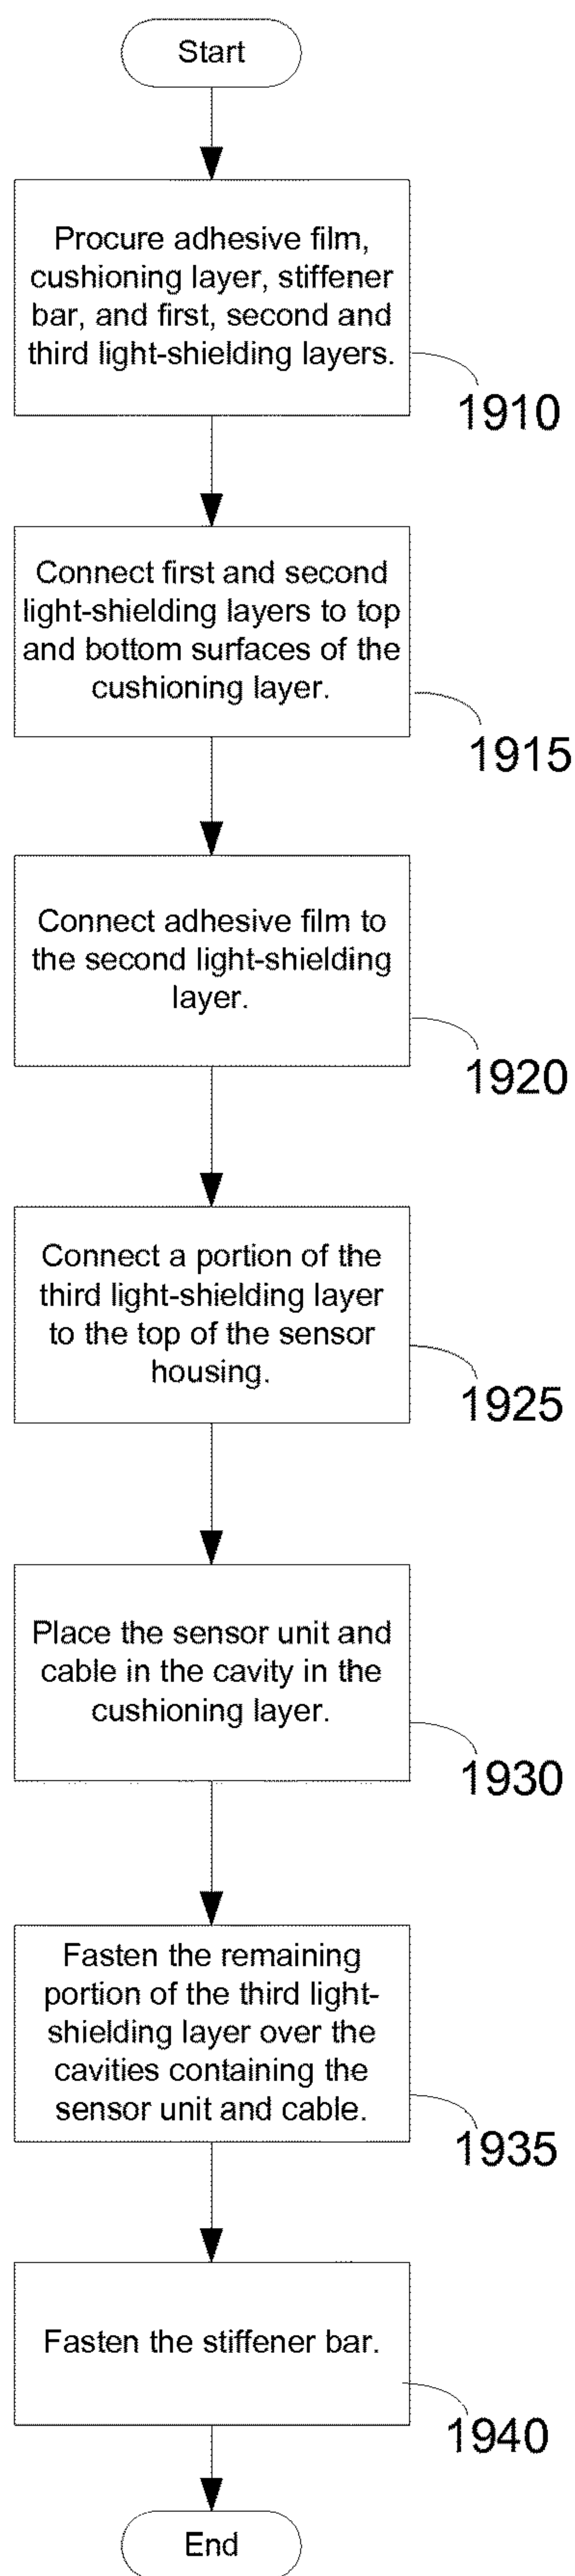 Start
Procure adhesive film,
cushioning layer, stiffener
bar, and first, second and
third light-shielding layers.
1910
Connect first and second
light-shielding layers to top
and bottom surfaces of the
cushioning layer.
1915
Connect adhesive film to
the second light-shielding
layer.
1920
Connect a portion of the
third light-shielding layer
to the top of the sensor
housing.
1925
Place the sensor unit and
cable in the cavity in the
cushioning layer.
1930
Fasten the remaining
portion of the third light-
shielding layer over the
cavities containing the
sensor unit and cable.
1935
Fasten the stiffener bar.
1940
End